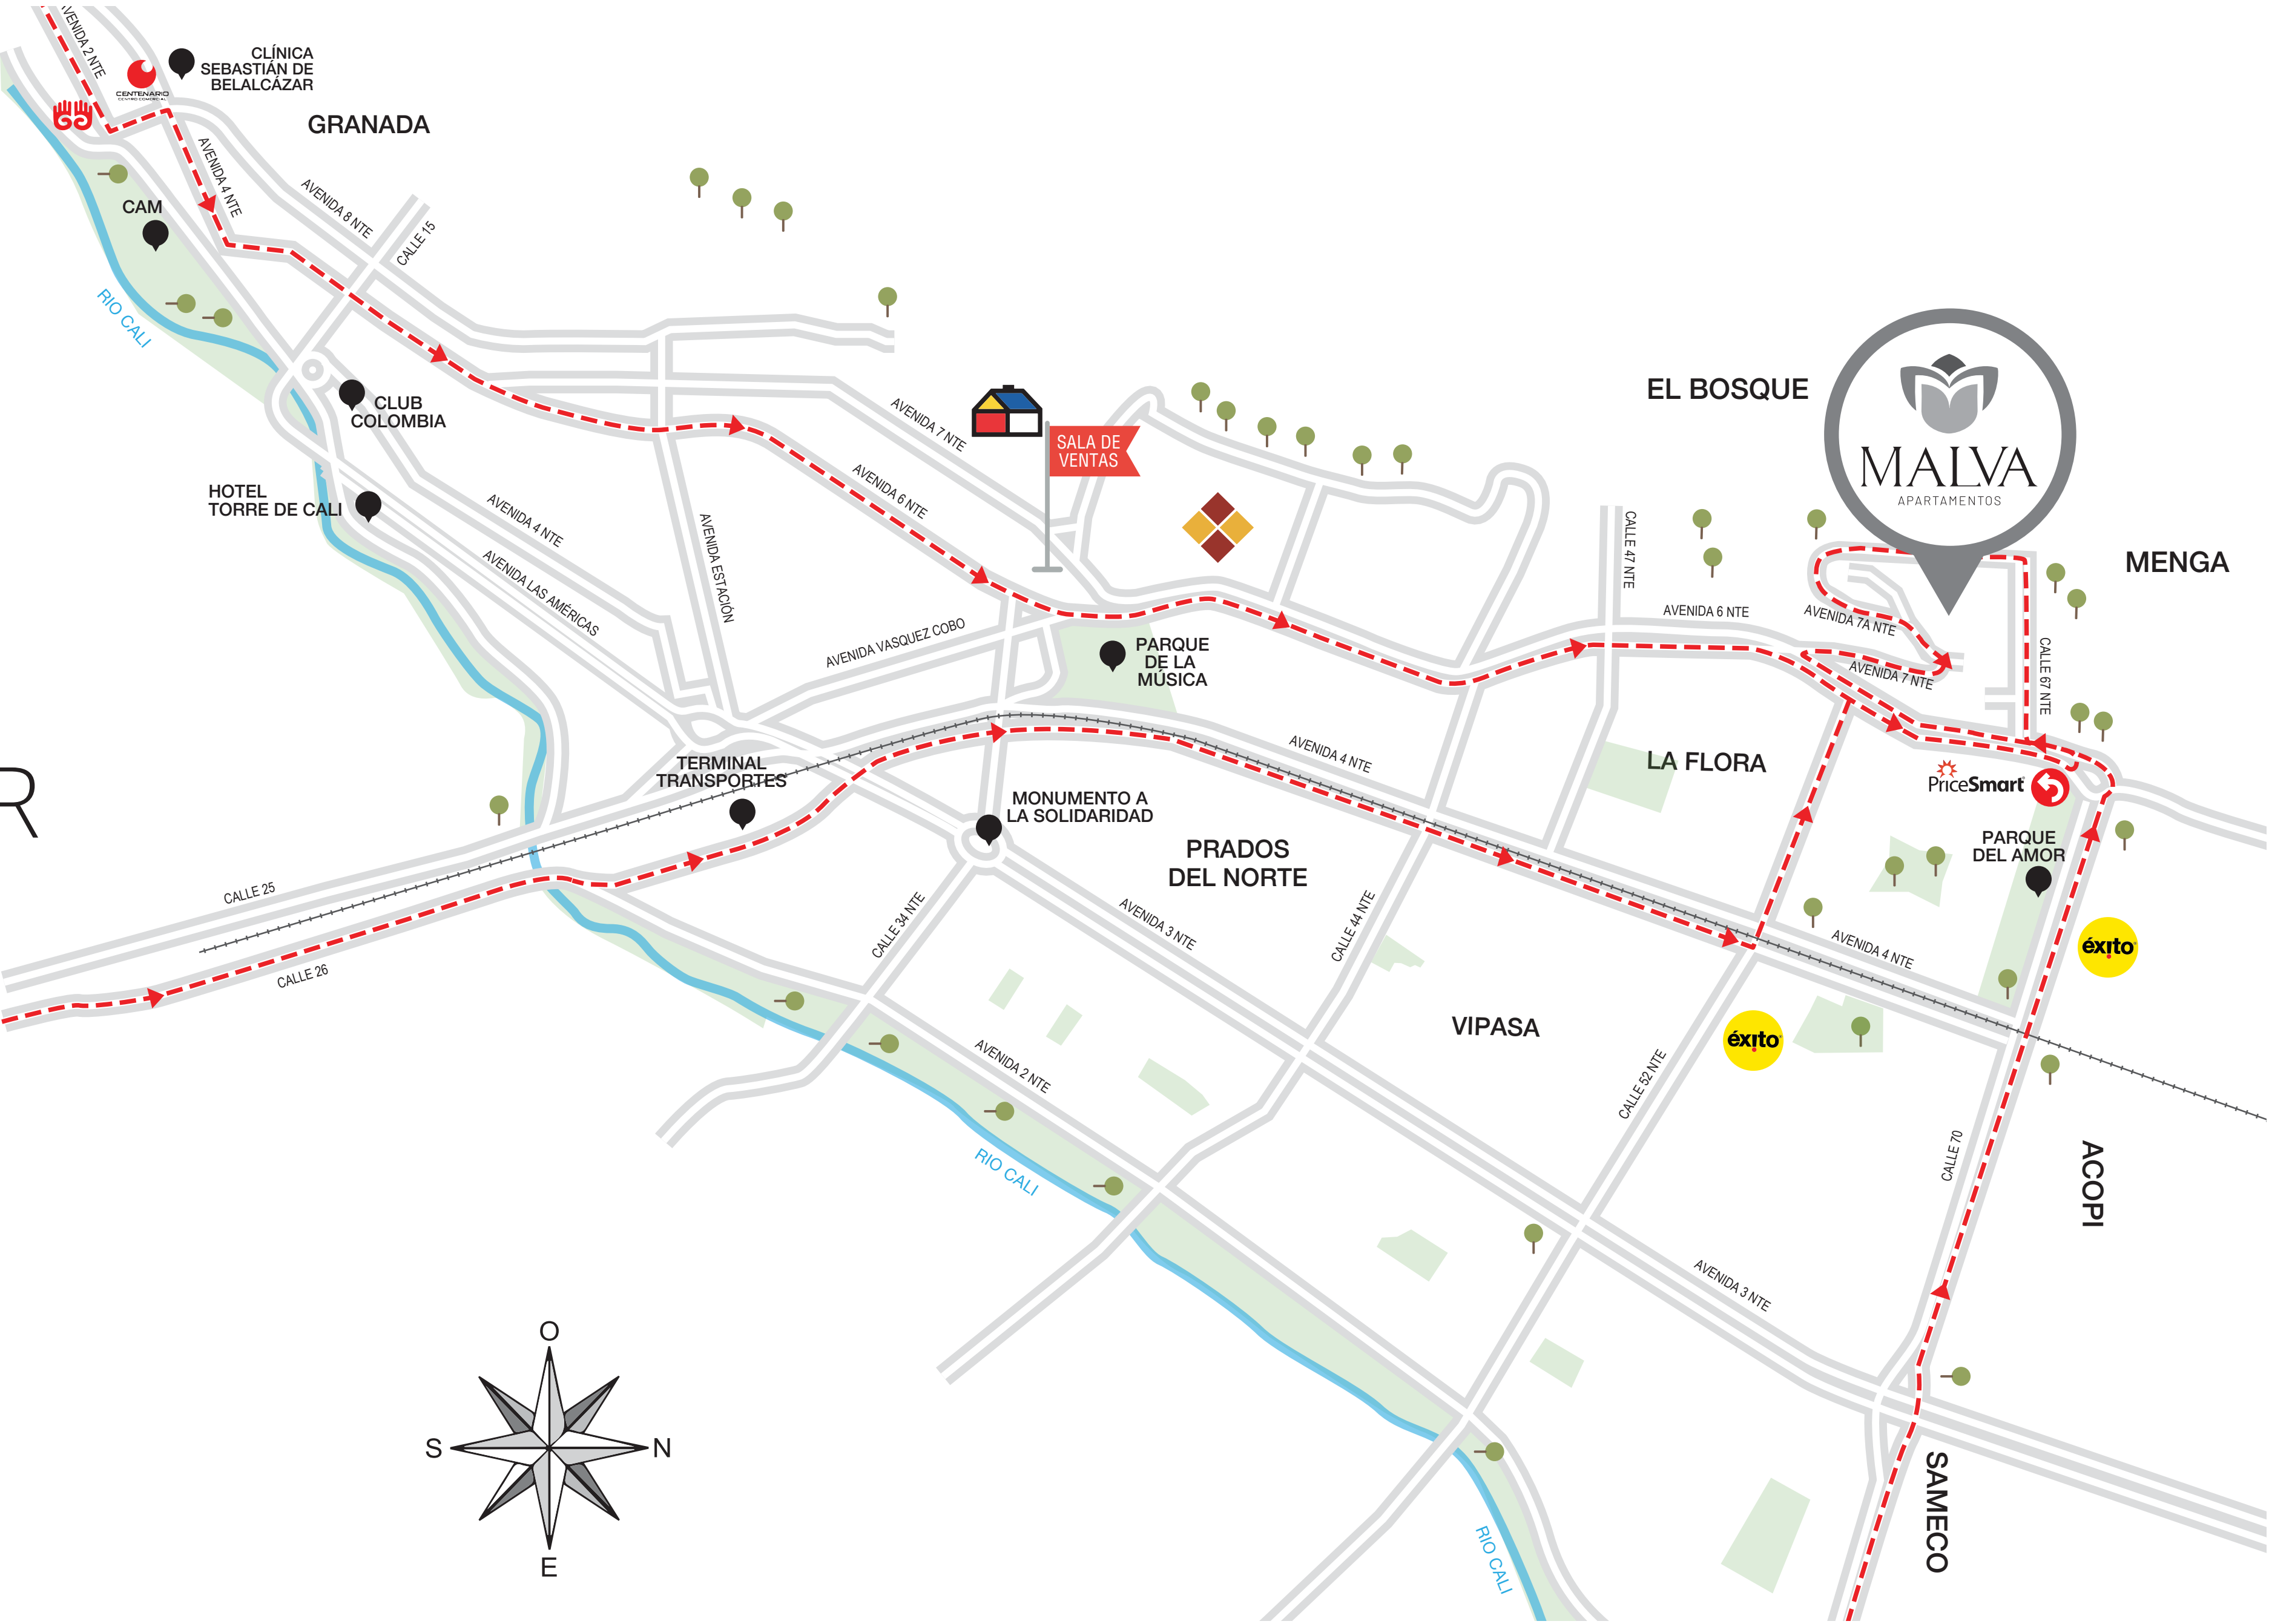 AVENIDA 2 NTE
CLÍNICA
SEBASTIÁN DE
BELALCÁZAR
CENTENARIO
CENTRO COMERCIAL
GRANADA
AVENIDA 4 NTE
AVENIDA 8 NTE
CALLE 15
CAM
RIO CALI
CLUB
COLOMBIA
HOTEL
TORRE DE CALI
AVENIDA 4 NTE
AVENIDA LAS AMÉRICAS
AVENIDA ESTACIÓN
AVENIDA 7 NTE
AVENIDA 6 NTE
SALA DE
VENTAS
EL BOSQUE
MALVA
APARTAMENTOS
MENGA
CALLE 47 NTE
AVENIDA 6 NTE
AVENIDA 7A NTE
AVENIDA 7 NTE
CALLE 67 NTE
AVENIDA VASQUEZ COBO
PARQUE
DE LA
MÚSICA
AVENIDA 4 NTE
LA FLORA
PriceSmart
R
TERMINAL
TRANSPORTES
MONUMENTO A
LA SOLIDARIDAD
PRADOS
DEL NORTE
PARQUE
DEL AMOR
CALLE 25
CALLE 26
CALLE 34 NTE
AVENIDA 3 NTE
CALLE 44 NTE
AVENIDA 4 NTE
éxito
VIPASA
éxito
AVENIDA 2 NTE
CALLE 52 NTE
CALLE 70
ACOPI
RIO CALI
AVENIDA 3 NTE
O
S
N
E
SAMECO
RIO CALI